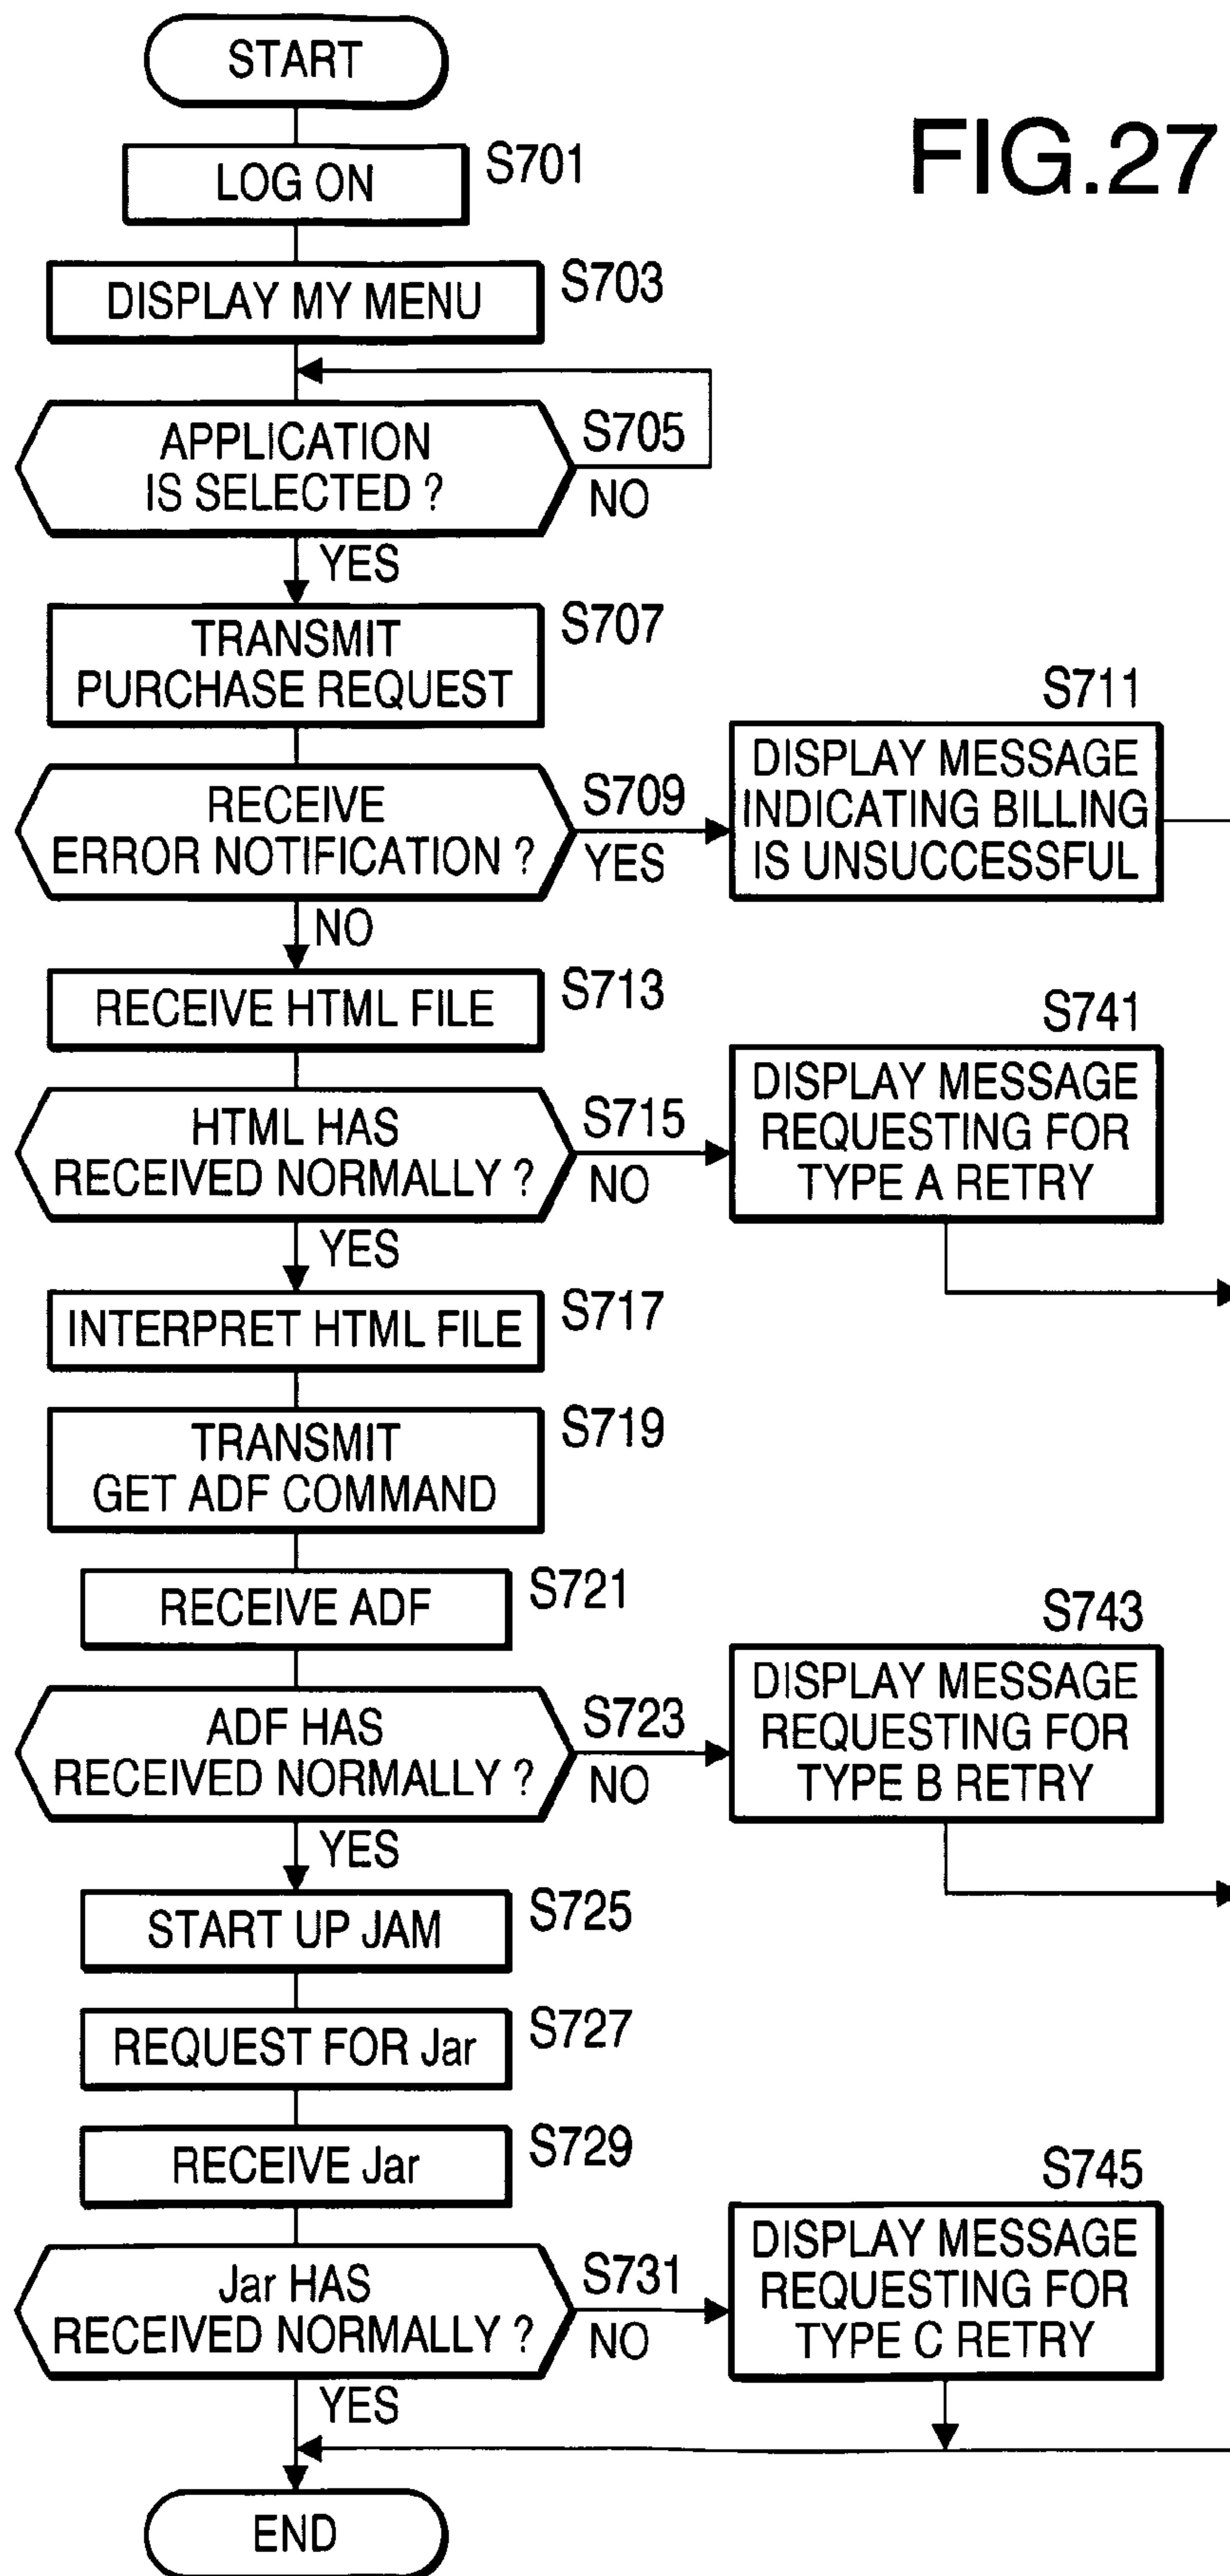 START
FIG.27
LOG ON
S701
DISPLAY MY MENU
S703
APPLICATION
IS SELECTED ?
S705
NO
YES
TRANSMIT
PURCHASE REQUEST
S707
RECEIVE
ERROR NOTIFICATION ?
S709
YES
S711
DISPLAY MESSAGE
INDICATING BILLING
IS UNSUCCESSFUL
NO
RECEIVE HTML FILE
S713
HTML HAS
RECEIVED NORMALLY ?
S715
NO
S741
DISPLAY MESSAGE
REQUESTING FOR
TYPE A RETRY
YES
INTERPRET HTML FILE
S717
TRANSMIT
GET ADF COMMAND
S719
RECEIVE ADF
S721
ADF HAS
RECEIVED NORMALLY ?
S723
NO
S743
DISPLAY MESSAGE
REQUESTING FOR
TYPE B RETRY
YES
START UP JAM
S725
REQUEST FOR Jar
S727
RECEIVE Jar
S729
Jar HAS
RECEIVED NORMALLY ?
S731
NO
S745
DISPLAY MESSAGE
REQUESTING FOR
TYPE C RETRY
YES
END